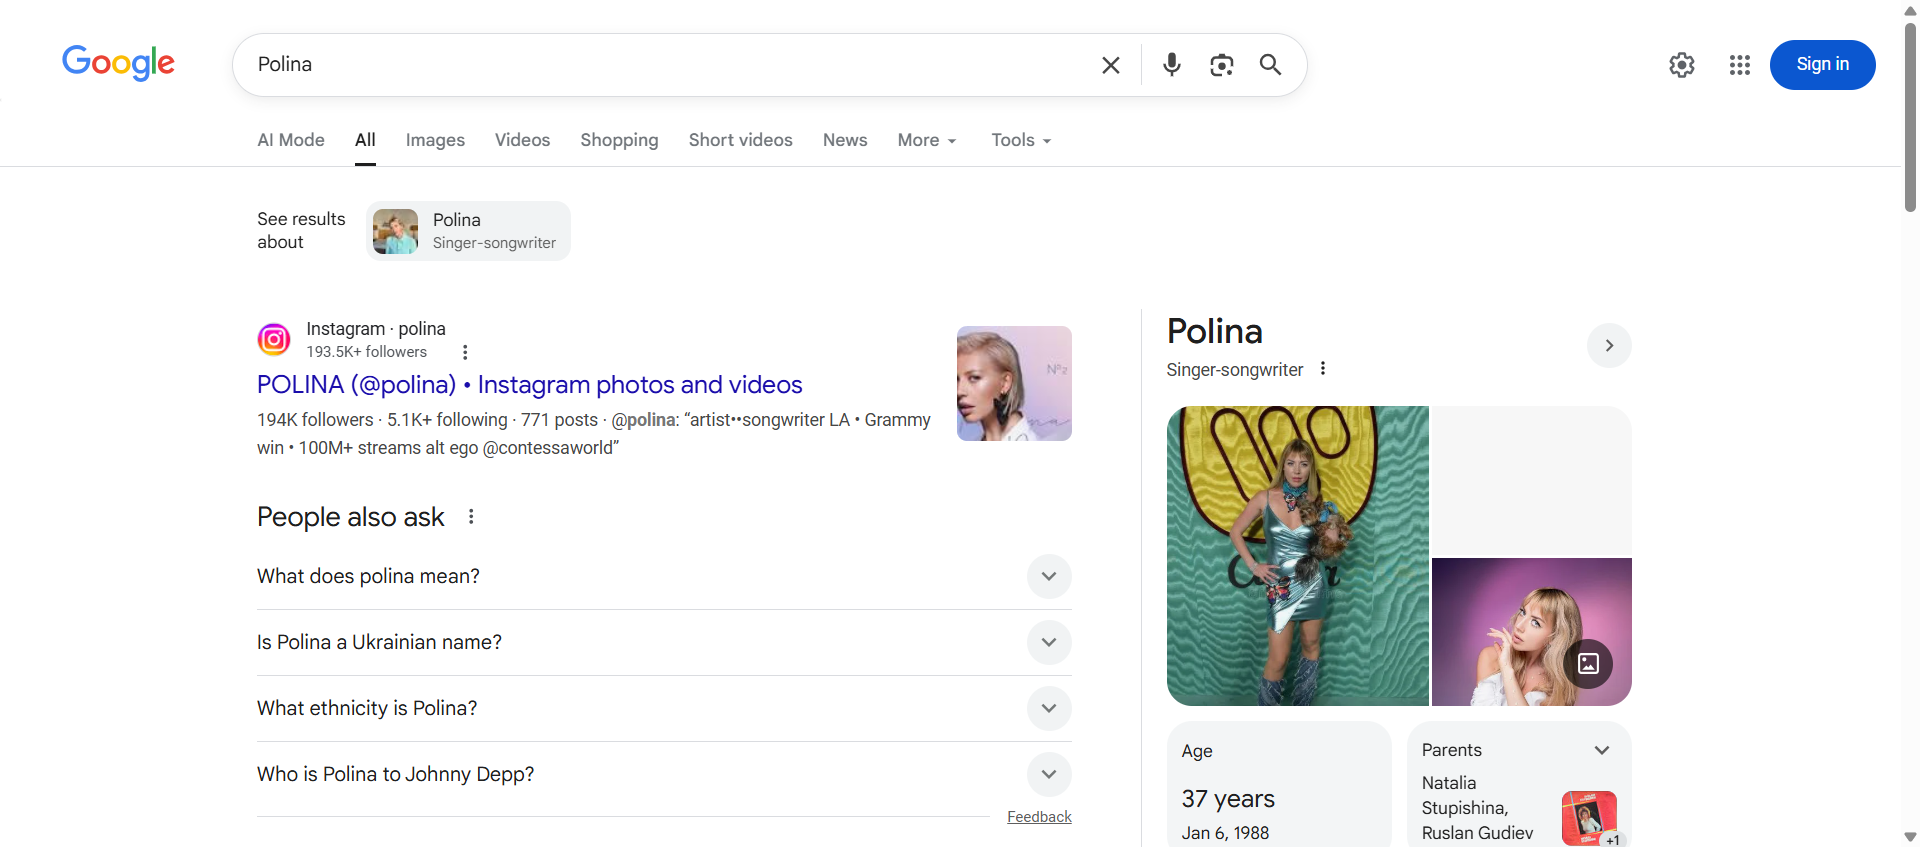 Google
Polina
Sign in
AI Mode
All
Images
Videos
Shopping
Short videos
News
More
Tools
See results
about
Polina
Singer-songwriter
Instagram · polina
193.5K+ followers
POLINA (@polina) • Instagram photos and videos
194K followers · 5.1K+ following · 771 posts · @polina: “artist••songwriter LA • Grammy
win • 100M+ streams alt ego @contessaworld”
Nº2
People also ask
What does polina mean?
Is Polina a Ukrainian name?
What ethnicity is Polina?
Who is Polina to Johnny Depp?
Feedback
Polina
Singer-songwriter
Age
37 years
Jan 6, 1988
Parents
Natalia
Stupishina,
Ruslan Gudiev
+1